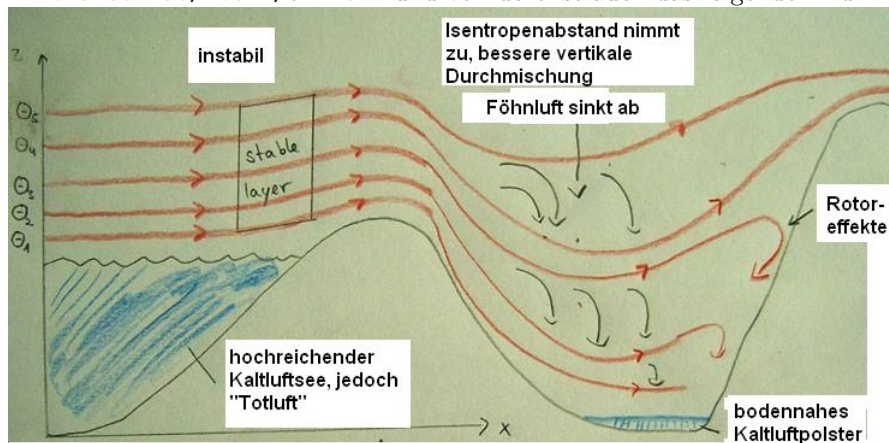 z
instabil
Isentropenabstand nimmt
zu, bessere vertikale
Durchmischung
Föhnluft sinkt ab
Θ5
Θ4
Θ3
Θ2
Θ1
stable
layer
Rotor-
effekte
hochreichender
Kaltluftsee, jedoch
"Totluft"
x
bodennahes
Kaltluftpolster